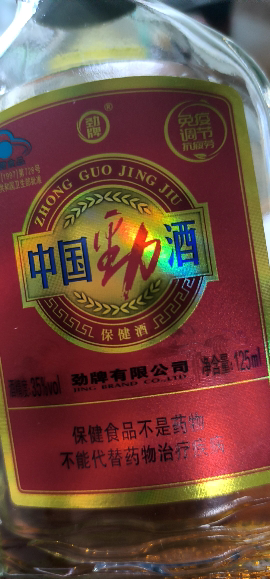 劲牌®
免疫
调节
抗疲劳
ZHONG GUO JING JIU
中国劲酒
保健酒
35%vol
劲牌有限公司
JING BRAND CO.,LTD
净含量:125ml
保健食品不是药物
不能代替药物治疗疾病